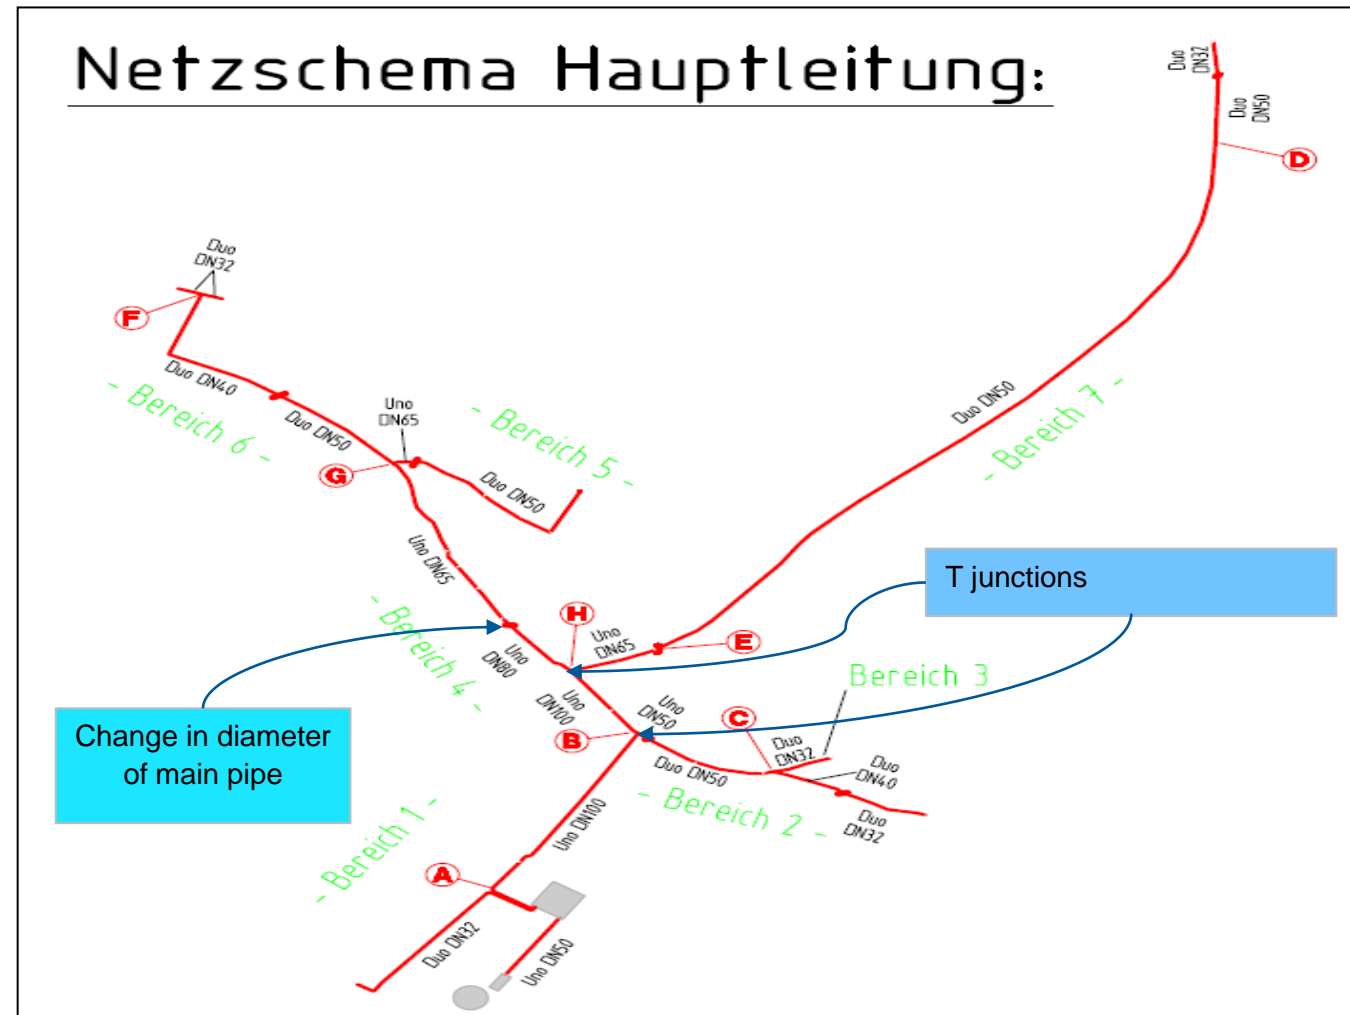 Netzschema Hauptleitung:
Duo
DN32
Duo
DN50
D
Duo
DN32
F
Duo DN40
- Bereich 6 -
Duo DN50
Uno
DN65
- Bereich 5 -
G
Duo DN50
Duo DN50
- Bereich 7 -
Uno DN65
T junctions
H
Uno
DN65
E
- Bereich 4 -
Uno
DN80
Uno
DN100
Bereich 3
Uno
DN50
C
B
Duo
DN32
Duo
DN40
Duo DN50
Change in diameter
of main pipe
- Bereich 2 -
Duo
DN32
- Bereich 1 -
Uno DN100
A
Duo DN32
Uno DN50